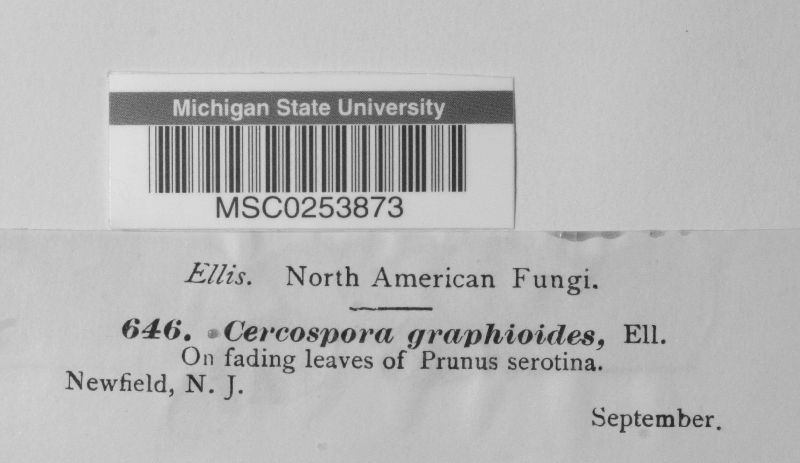 Michigan State University
MSC0253873
Ellis. North American Fungi.
646. Cercospora graphioides, Ell.
On fading leaves of Prunus serotina.
Newfield, N. J.
September.